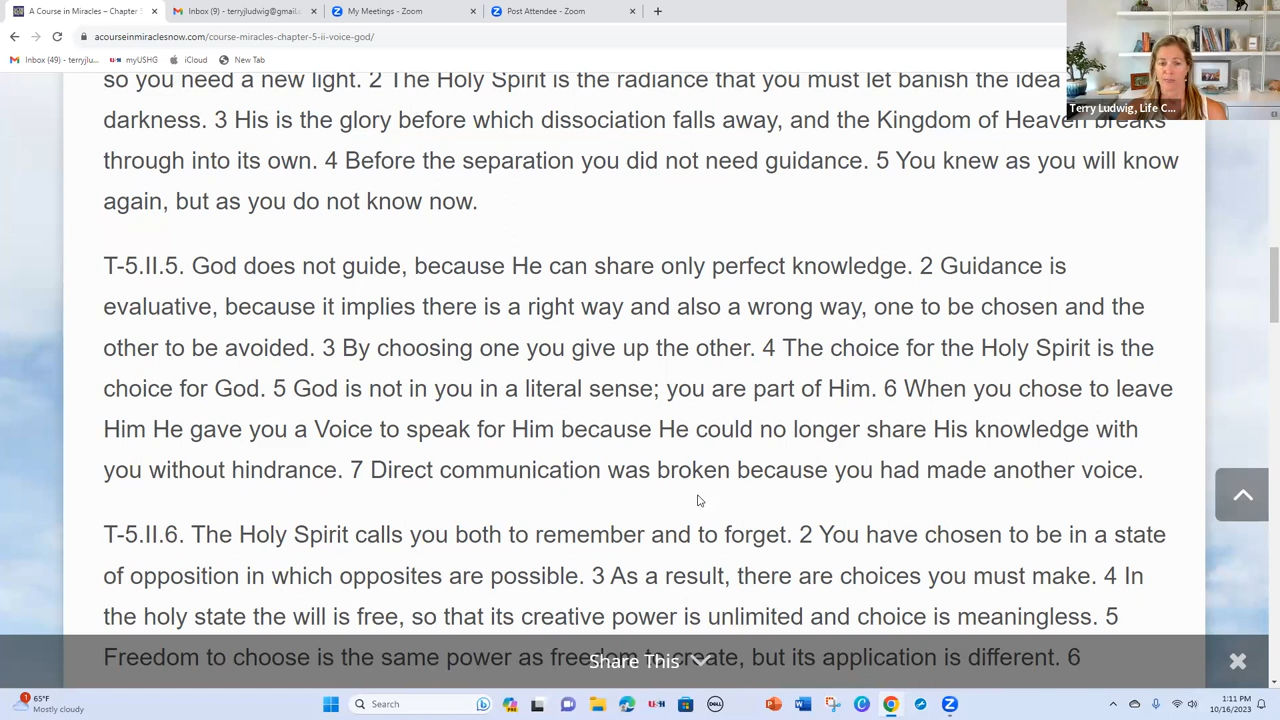 A Course in Miracles – Chapter 5
Inbox (9) - terryjludwig@gmail.c
My Meetings - Zoom
Post Attendee - Zoom
acourseinmiraclesnow.com/course-miracles-chapter-5-ii-voice-god/
Inbox (49) - terryjlu... myUSHG iCloud New Tab
so you need a new light. 2 The Holy Spirit is the radiance that you must let banish the idea
Terry Ludwig, Life C...
darkness. 3 His is the glory before which dissociation falls away, and the Kingdom of Heaven breaks
through into its own. 4 Before the separation you did not need guidance. 5 You knew as you will know
again, but as you do not know now.
T-5.II.5. God does not guide, because He can share only perfect knowledge. 2 Guidance is
evaluative, because it implies there is a right way and also a wrong way, one to be chosen and the
other to be avoided. 3 By choosing one you give up the other. 4 The choice for the Holy Spirit is the
choice for God. 5 God is not in you in a literal sense; you are part of Him. 6 When you chose to leave
Him He gave you a Voice to speak for Him because He could no longer share His knowledge with
you without hindrance. 7 Direct communication was broken because you had made another voice.
T-5.II.6. The Holy Spirit calls you both to remember and to forget. 2 You have chosen to be in a state
of opposition in which opposites are possible. 3 As a result, there are choices you must make. 4 In
the holy state the will is free, so that its creative power is unlimited and choice is meaningless. 5
Freedom to choose is the same power as freedom to create, but its application is different. 6
Share This
65°F
Mostly cloudy
Search
1:11 PM
10/16/2023